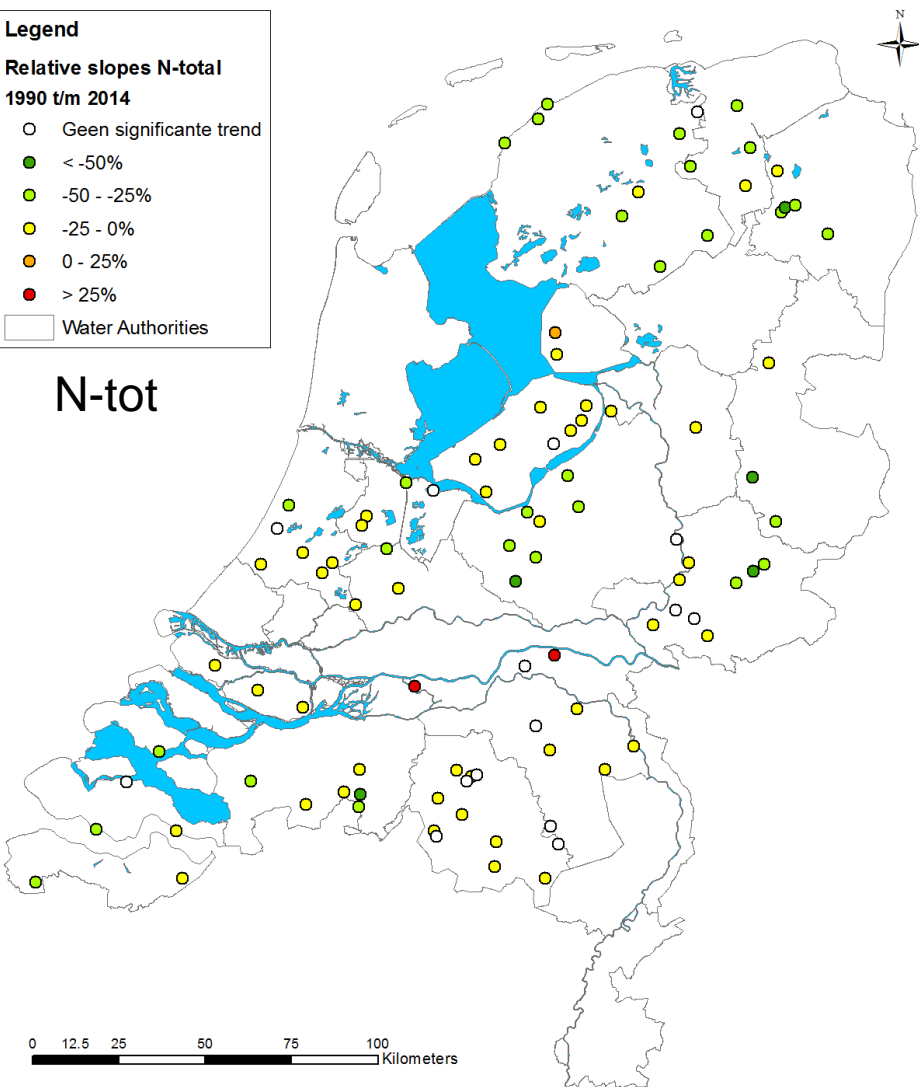 Legend
Relative slopes N-total
1990 t/m 2014
Geen significante trend
< -50%
-50 - -25%
-25 - 0%
0 - 25%
> 25%
Water Authorities
N-tot
N
0 12.5 25 50 75 100
Kilometers